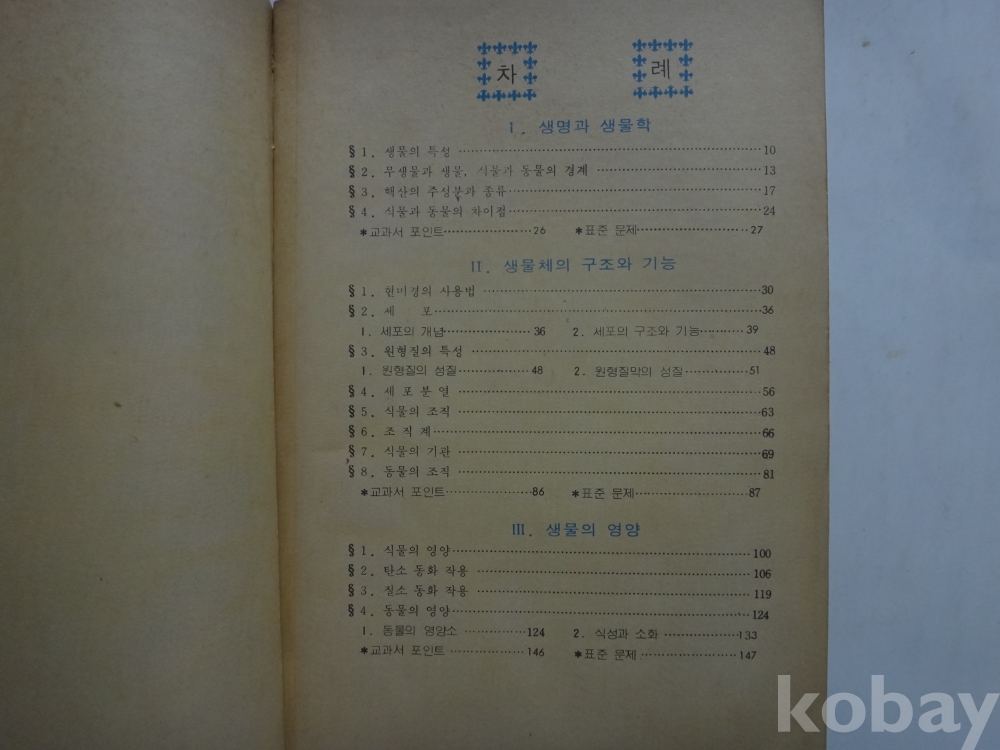 차 례
I. 생명과 생물학
§ 1. 생물의 특성 10
§ 2. 무생물과 생물, 식물과 동물의 경계 13
§ 3. 핵산의 주성분과 종류 17
§ 4. 식물과 동물의 차이점 24
*교과서 포인트 26 *표준 문제 27
II. 생물체의 구조와 기능
§ 1. 현미경의 사용법 30
§ 2. 세 포 36
1. 세포의 개념 36 2. 세포의 구조와 기능 39
§ 3. 원형질의 특성 48
1. 원형질의 성질 48 2. 원형질막의 성질 51
§ 4. 세포분열 56
§ 5. 식물의 조직 63
§ 6. 조직계 66
§ 7. 식물의 기관 69
§ 8. 동물의 조직 81
*교과서 포인트 86 *표준 문제 87
III. 생물의 영양
§ 1. 식물의 영양 100
§ 2. 탄소 동화 작용 106
§ 3. 질소 동화 작용 119
§ 4. 동물의 영양 124
1. 동물의 영양소 124 2. 식성과 소화 133
*교과서 포인트 146 *표준 문제 147
kobay